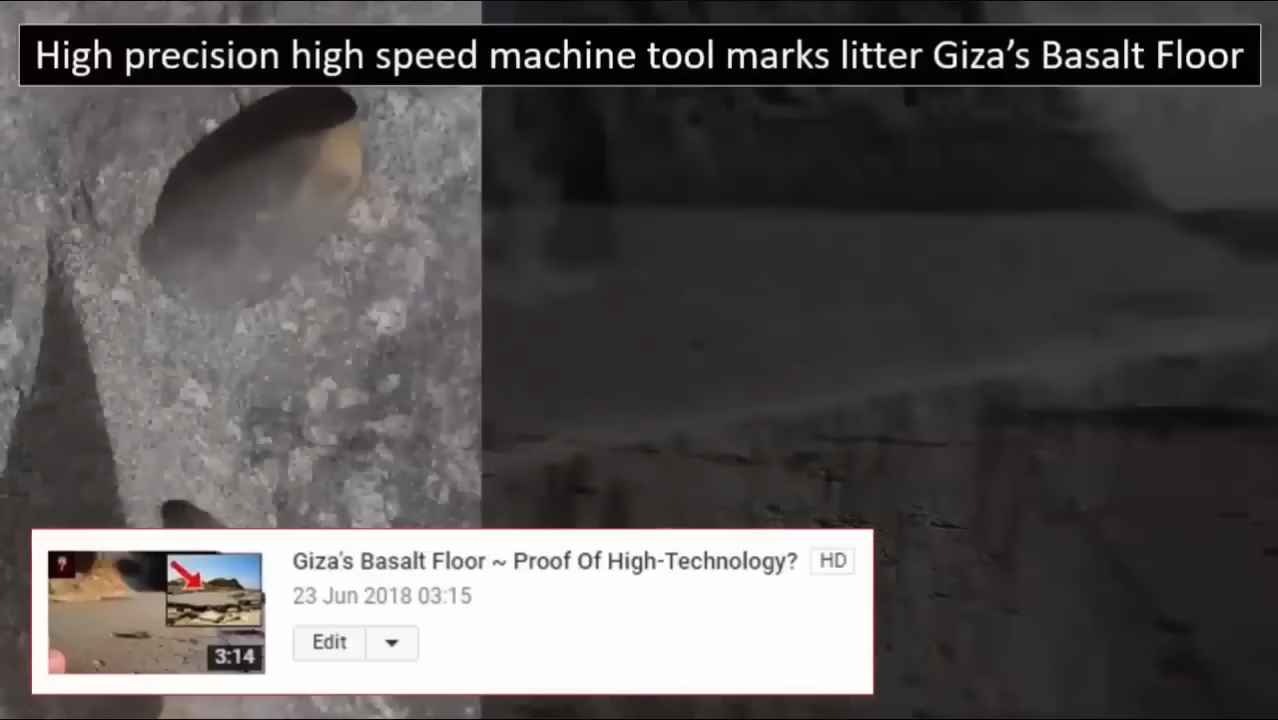 High precision high speed machine tool marks litter Giza’s Basalt Floor
Giza's Basalt Floor ~ Proof Of High-Technology? HD
23 Jun 2018 03:15
Edit
3:14